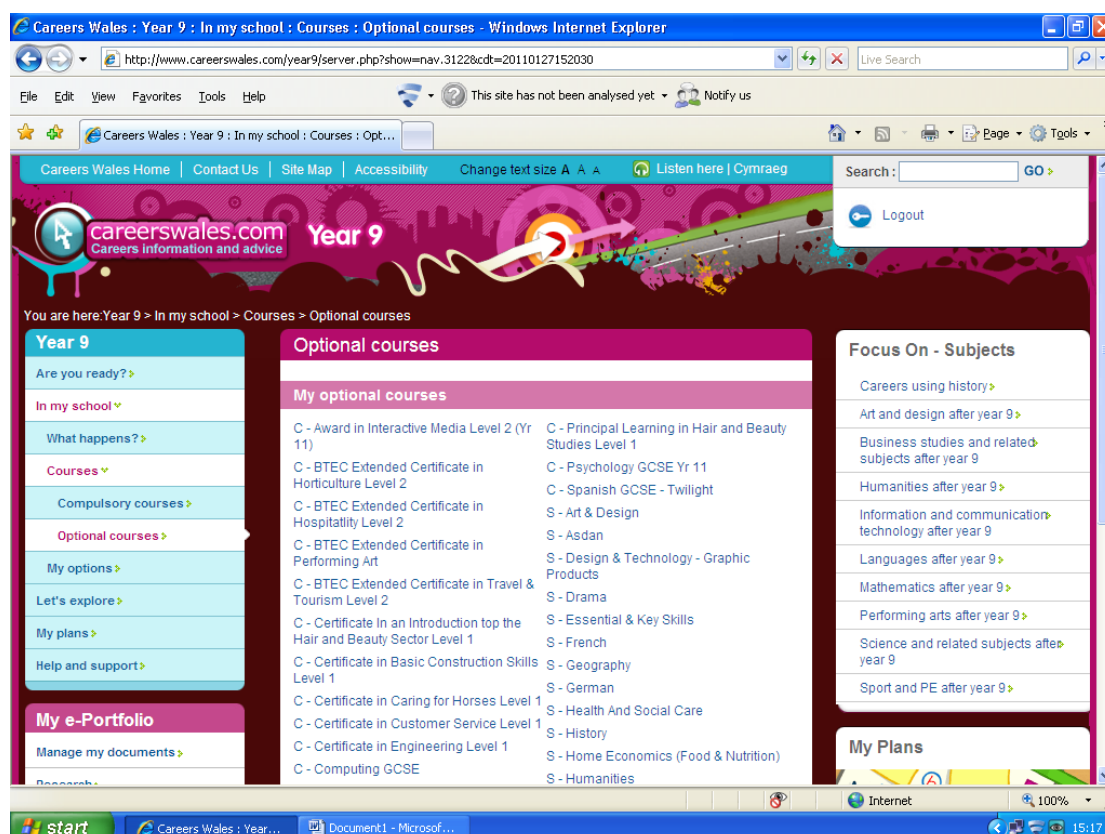 Careers Wales : Year 9 : In my school : Courses : Optional courses - Windows Internet Explorer
http://www.careerswales.com/year9/server.php?show=nav.3122&cdt=20110127152030
Live Search
File Edit View Favorites Tools Help
This site has not been analysed yet
Notify us
Careers Wales : Year 9 : In my school : Courses : Opt...
Page
Tools
Careers Wales Home | Contact Us | Site Map | Accessibility
Change text size A A A
Listen here | Cymraeg
Search :
GO
Logout
careerswales.com
Careers information and advice
Year 9
You are here:Year 9 > In my school > Courses > Optional courses
Year 9
Are you ready?
In my school
What happens?
Courses
Compulsory courses
Optional courses
My options
Let's explore
My plans
Help and support
My e-Portfolio
Manage my documents
Optional courses
My optional courses
C - Award in Interactive Media Level 2 (Yr
11)
C - BTEC Extended Certificate in
Horticulture Level 2
C - BTEC Extended Certificate in
Hospitatlity Level 2
C - BTEC Extended Certificate in
Performing Art
C - BTEC Extended Certificate in Travel &
Tourism Level 2
C - Certificate In an Introduction top the
Hair and Beauty Sector Level 1
C - Certificate in Basic Construction Skills
Level 1
C - Certificate in Caring for Horses Level 1
C - Certificate in Customer Service Level 1
C - Certificate in Engineering Level 1
C - Computing GCSE
C - Principal Learning in Hair and Beauty
Studies Level 1
C - Psychology GCSE Yr 11
C - Spanish GCSE - Twilight
S - Art & Design
S - Asdan
S - Design & Technology - Graphic
Products
S - Drama
S - Essential & Key Skills
S - French
S - Geography
S - German
S - Health And Social Care
S - History
S - Home Economics (Food & Nutrition)
S - Humanities
Focus On - Subjects
Careers using history
Art and design after year 9
Business studies and related
subjects after year 9
Humanities after year 9
Information and communication
technology after year 9
Languages after year 9
Mathematics after year 9
Performing arts after year 9
Science and related subjects after
year 9
Sport and PE after year 9
My Plans
Internet
100%
start
Careers Wales : Year...
Document1 - Microsof...
15:17